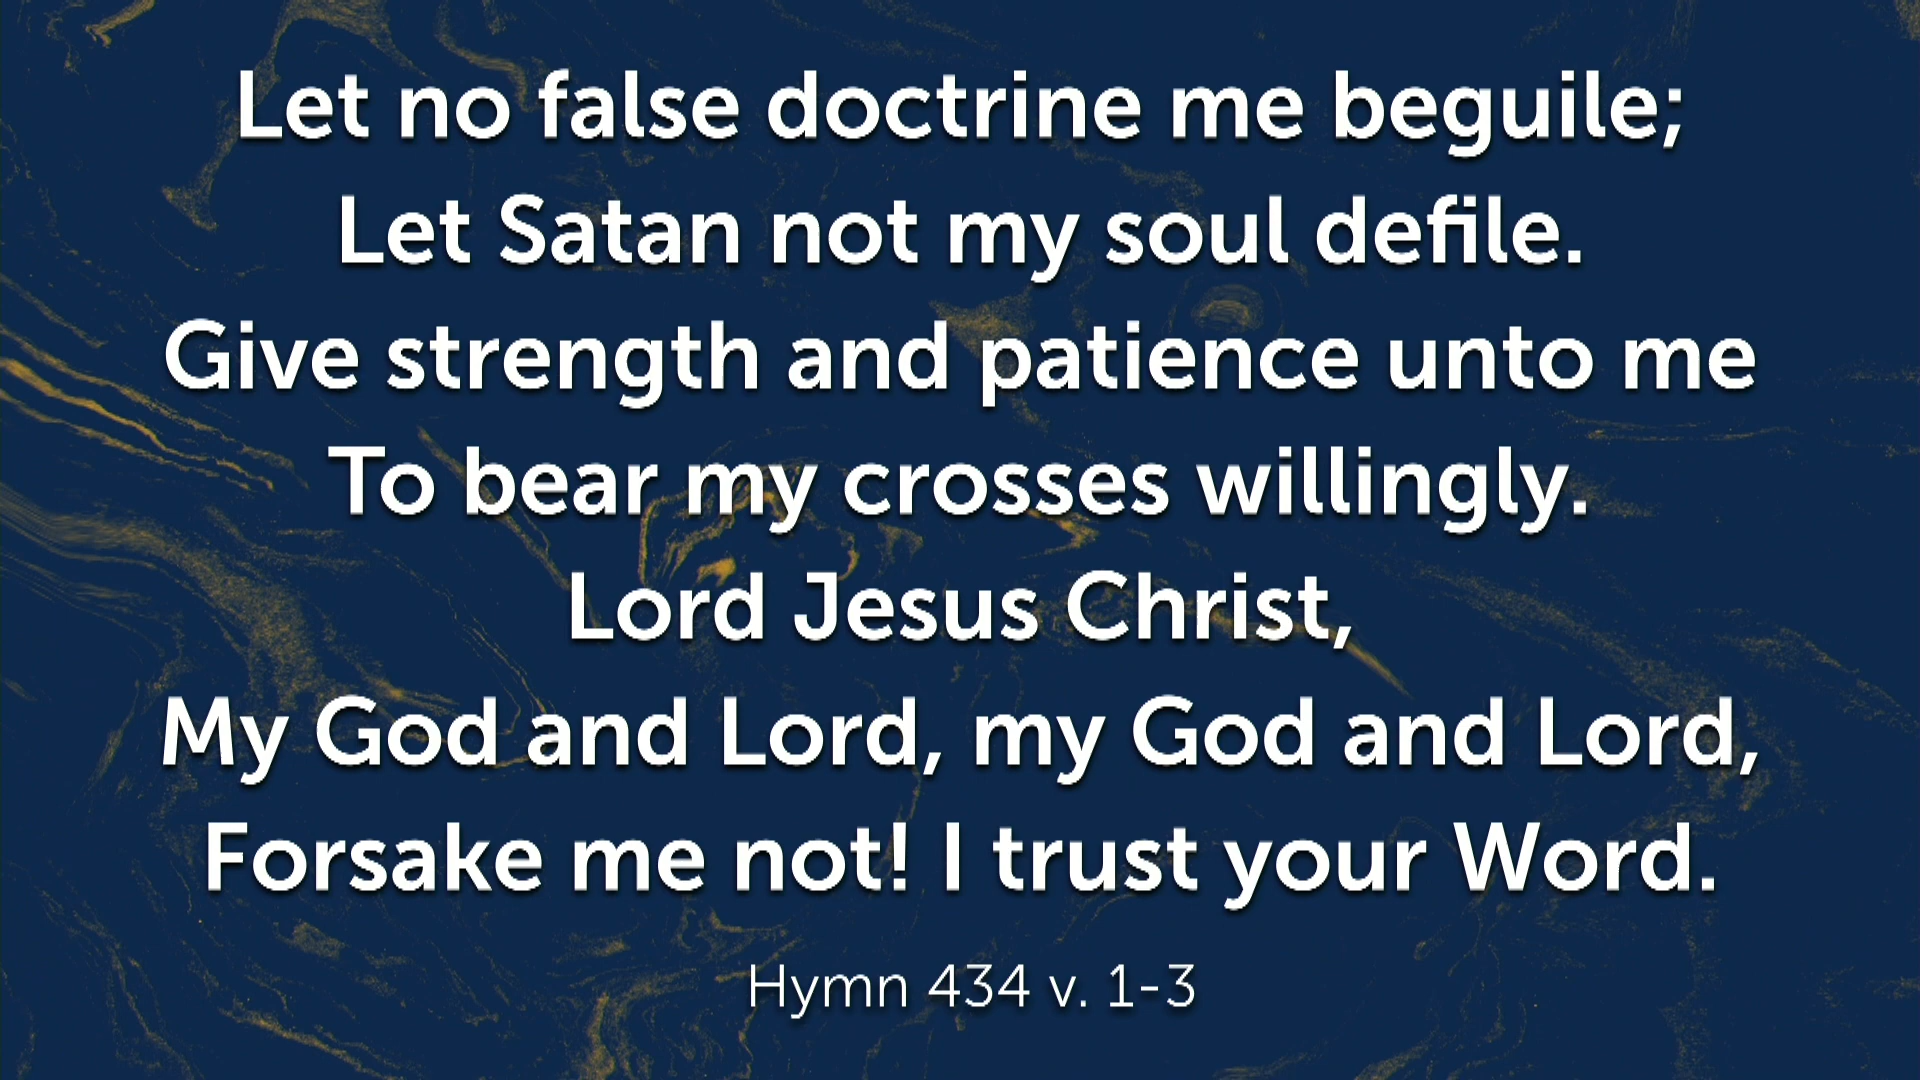 Let no false doctrine me beguile;
Let Satan not my soul defile.
Give strength and patience unto me
To bear my crosses willingly.
Lord Jesus Christ,
My God and Lord, my God and Lord,
Forsake me not! I trust your Word.
Hymn 434 v. 1-3